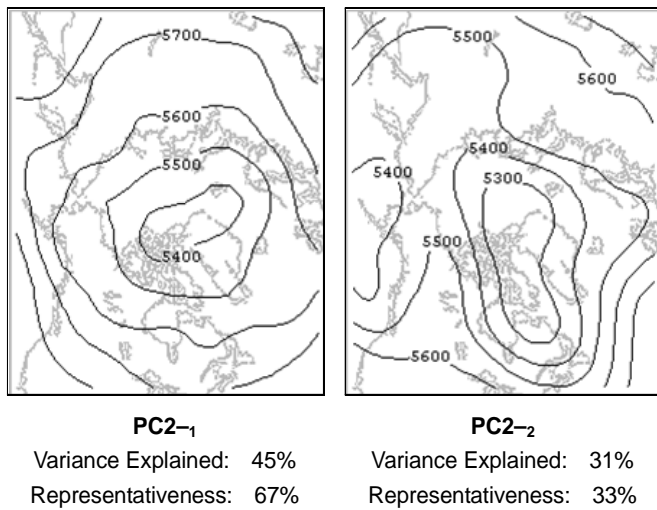 5700
5600
5500
5400
5500
5600
5400
5400
5300
5500
5600
PC2–₁
Variance Explained: 45%
Representativeness: 67%
PC2–₂
Variance Explained: 31%
Representativeness: 33%